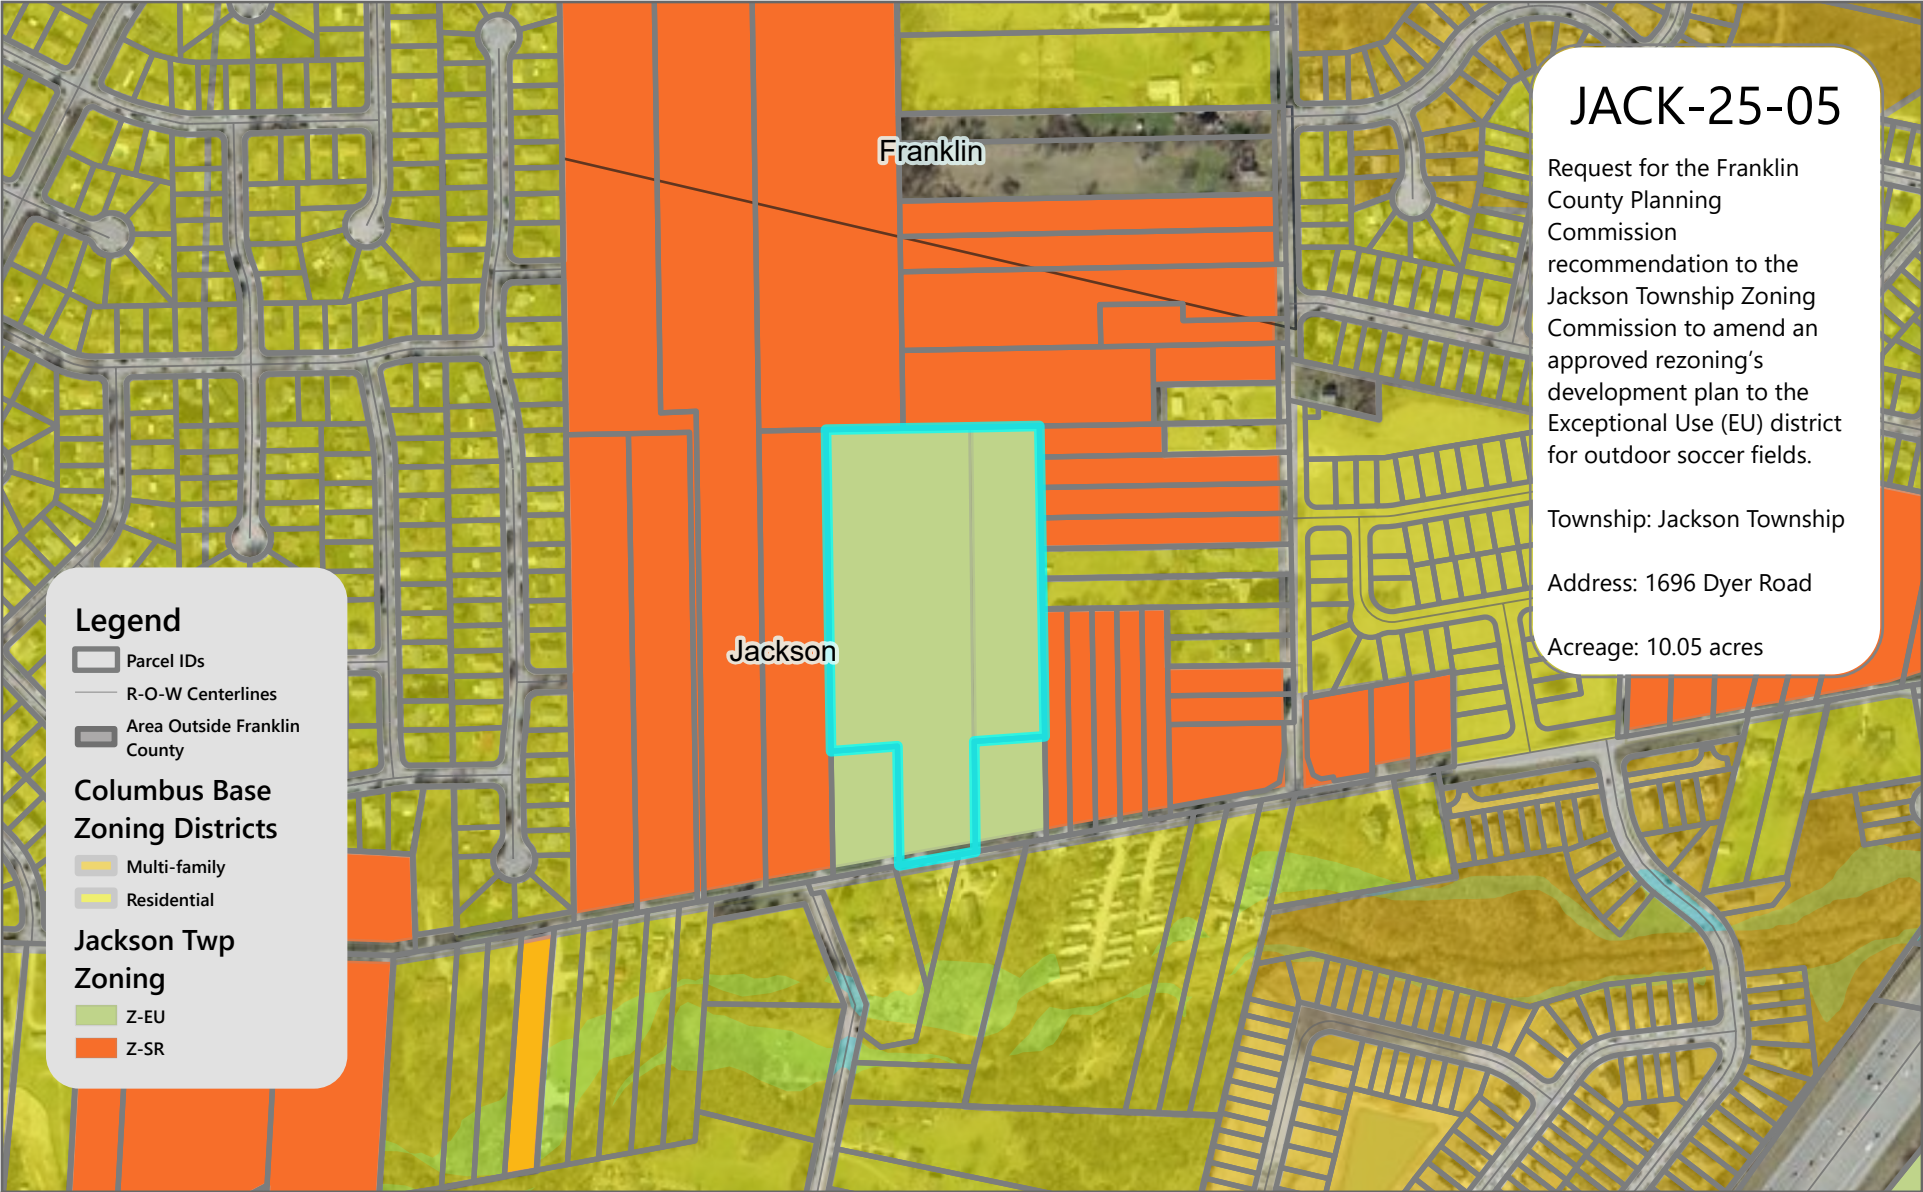 JACK-25-05
Request for the Franklin
County Planning
Commission
recommendation to the
Jackson Township Zoning
Commission to amend an
approved rezoning’s
development plan to the
Exceptional Use (EU) district
for outdoor soccer fields.
Township: Jackson Township
Address: 1696 Dyer Road
Acreage: 10.05 acres
Franklin
Jackson
Legend
Parcel IDs
R-O-W Centerlines
Area Outside Franklin
County
Columbus Base
Zoning Districts
Multi-family
Residential
Jackson Twp
Zoning
Z-EU
Z-SR